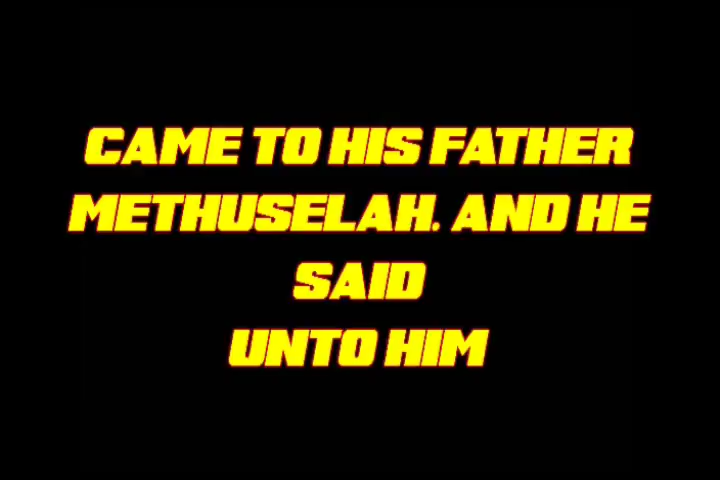 CAME TO HIS FATHER
METHUSELAH. AND HE
SAID
UNTO HIM